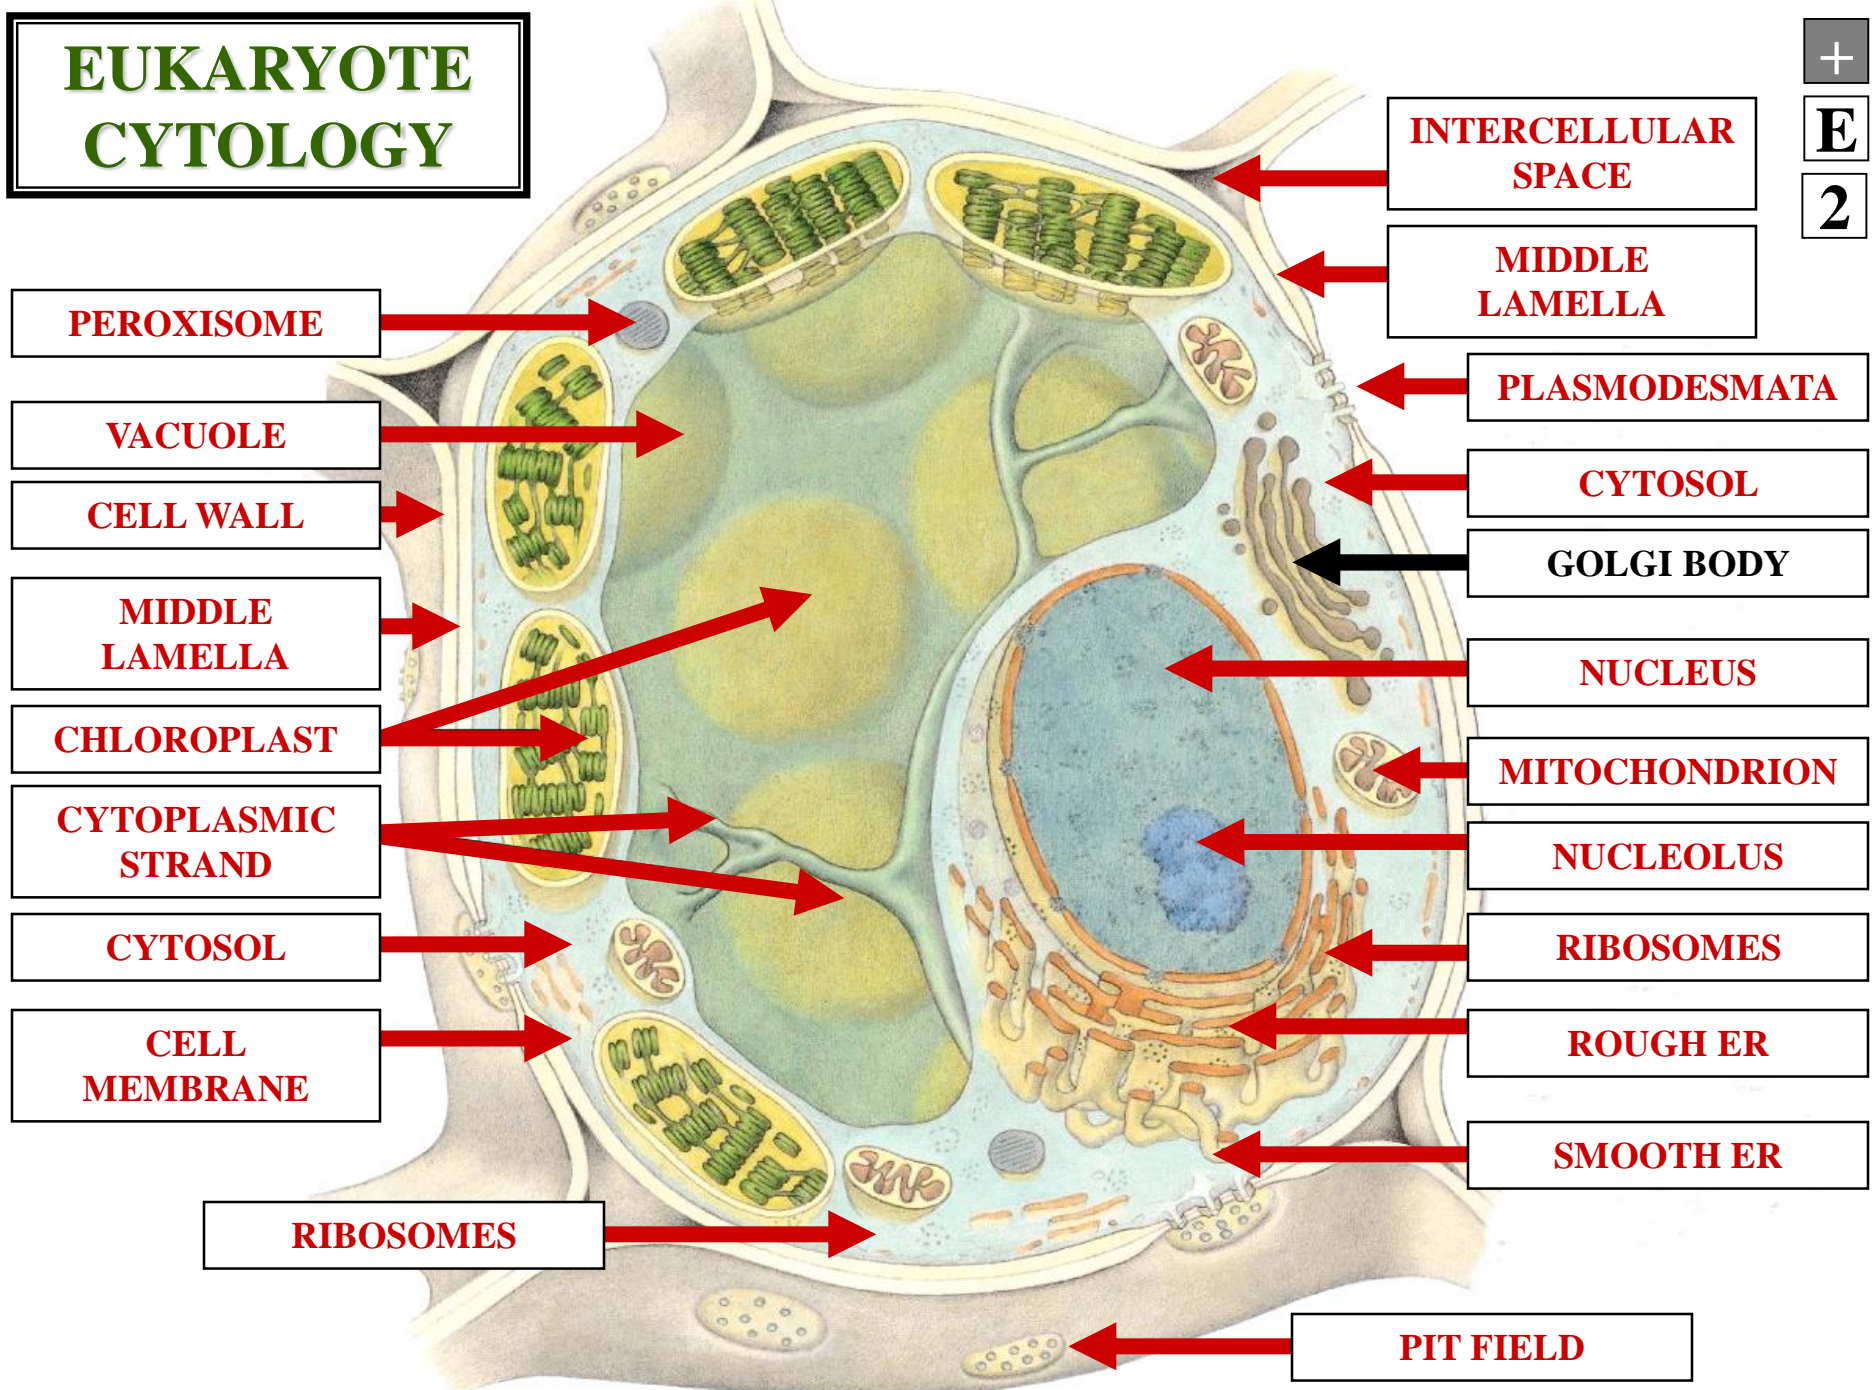 EUKARYOTE
CYTOLOGY
+
E
2
INTERCELLULAR
SPACE
MIDDLE
LAMELLA
PEROXISOME
PLASMODESMATA
VACUOLE
CYTOSOL
CELL WALL
GOLGI BODY
MIDDLE
LAMELLA
NUCLEUS
CHLOROPLAST
MITOCHONDRION
CYTOPLASMIC
STRAND
NUCLEOLUS
CYTOSOL
RIBOSOMES
CELL
MEMBRANE
ROUGH ER
SMOOTH ER
RIBOSOMES
PIT FIELD